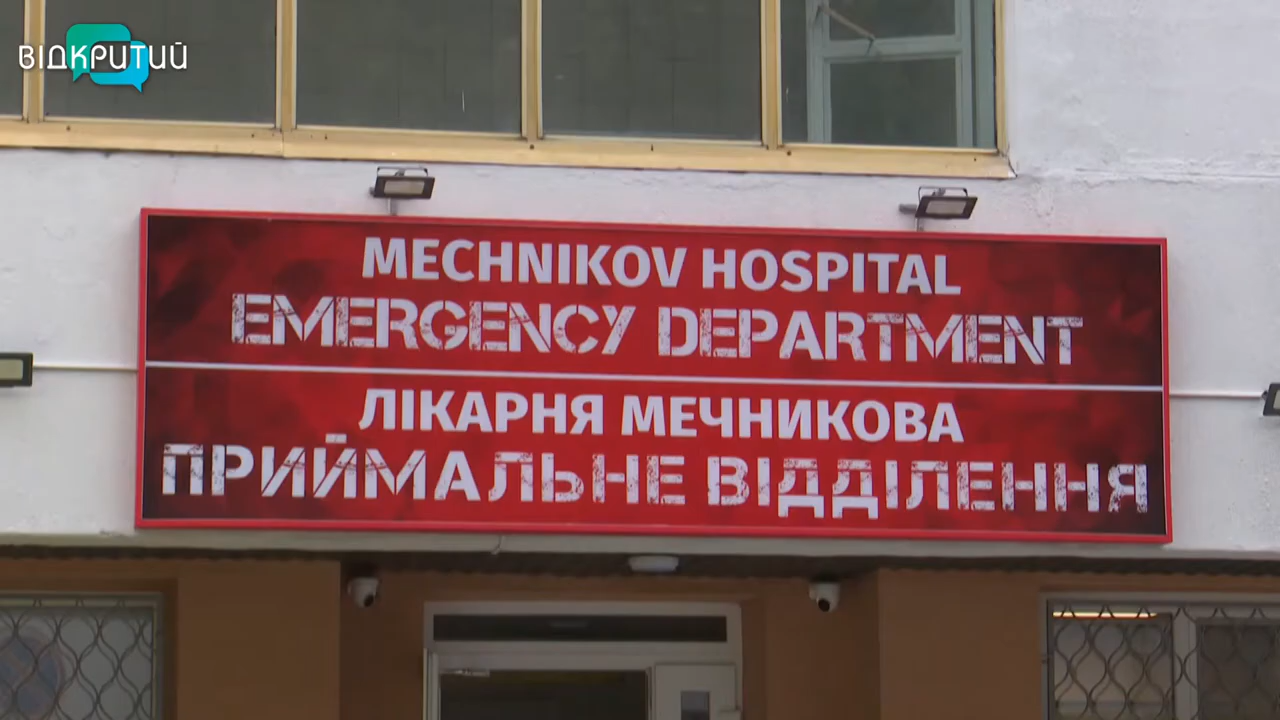 ВІДКРИТИЙ
MECHNIKOV HOSPITAL
EMERGENCY DEPARTMENT
ЛІКАРНЯ МЕЧНИКОВА
ПРИЙМАЛЬНЕ ВІДДІЛЕННЯ